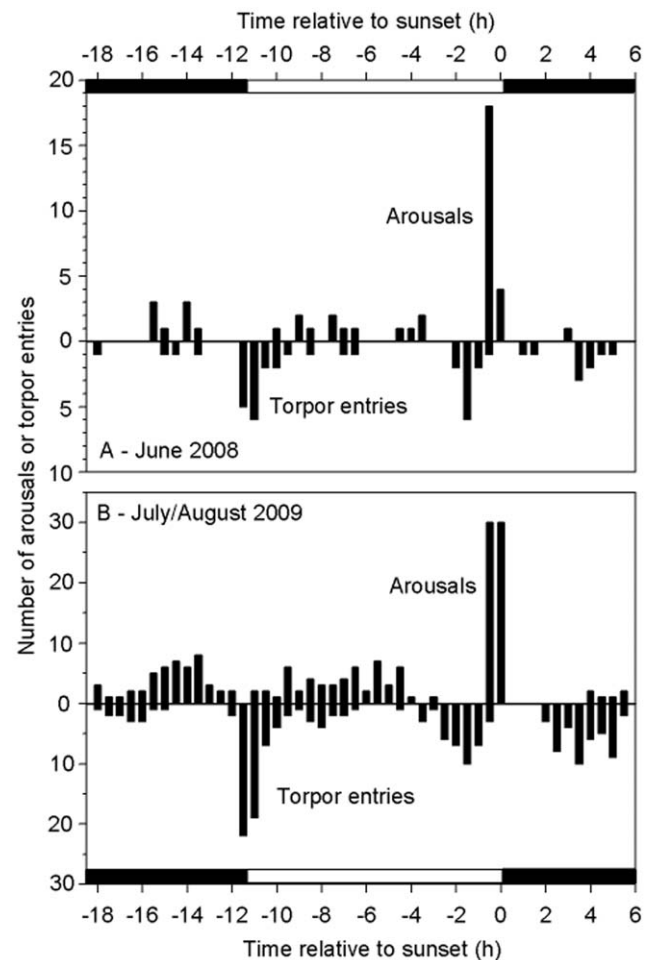 Time relative to sunset (h)
-18 -16 -14 -12 -10 -8 -6 -4 -2 0 2 4 6
20
15
Arousals
10
5
0
5
Torpor entries
A - June 2008
10
Number of arousals or torpor entries
B - July/August 2009
30
Arousals
20
10
0
10
Torpor entries
20
30
-18 -16 -14 -12 -10 -8 -6 -4 -2 0 2 4 6
Time relative to sunset (h)